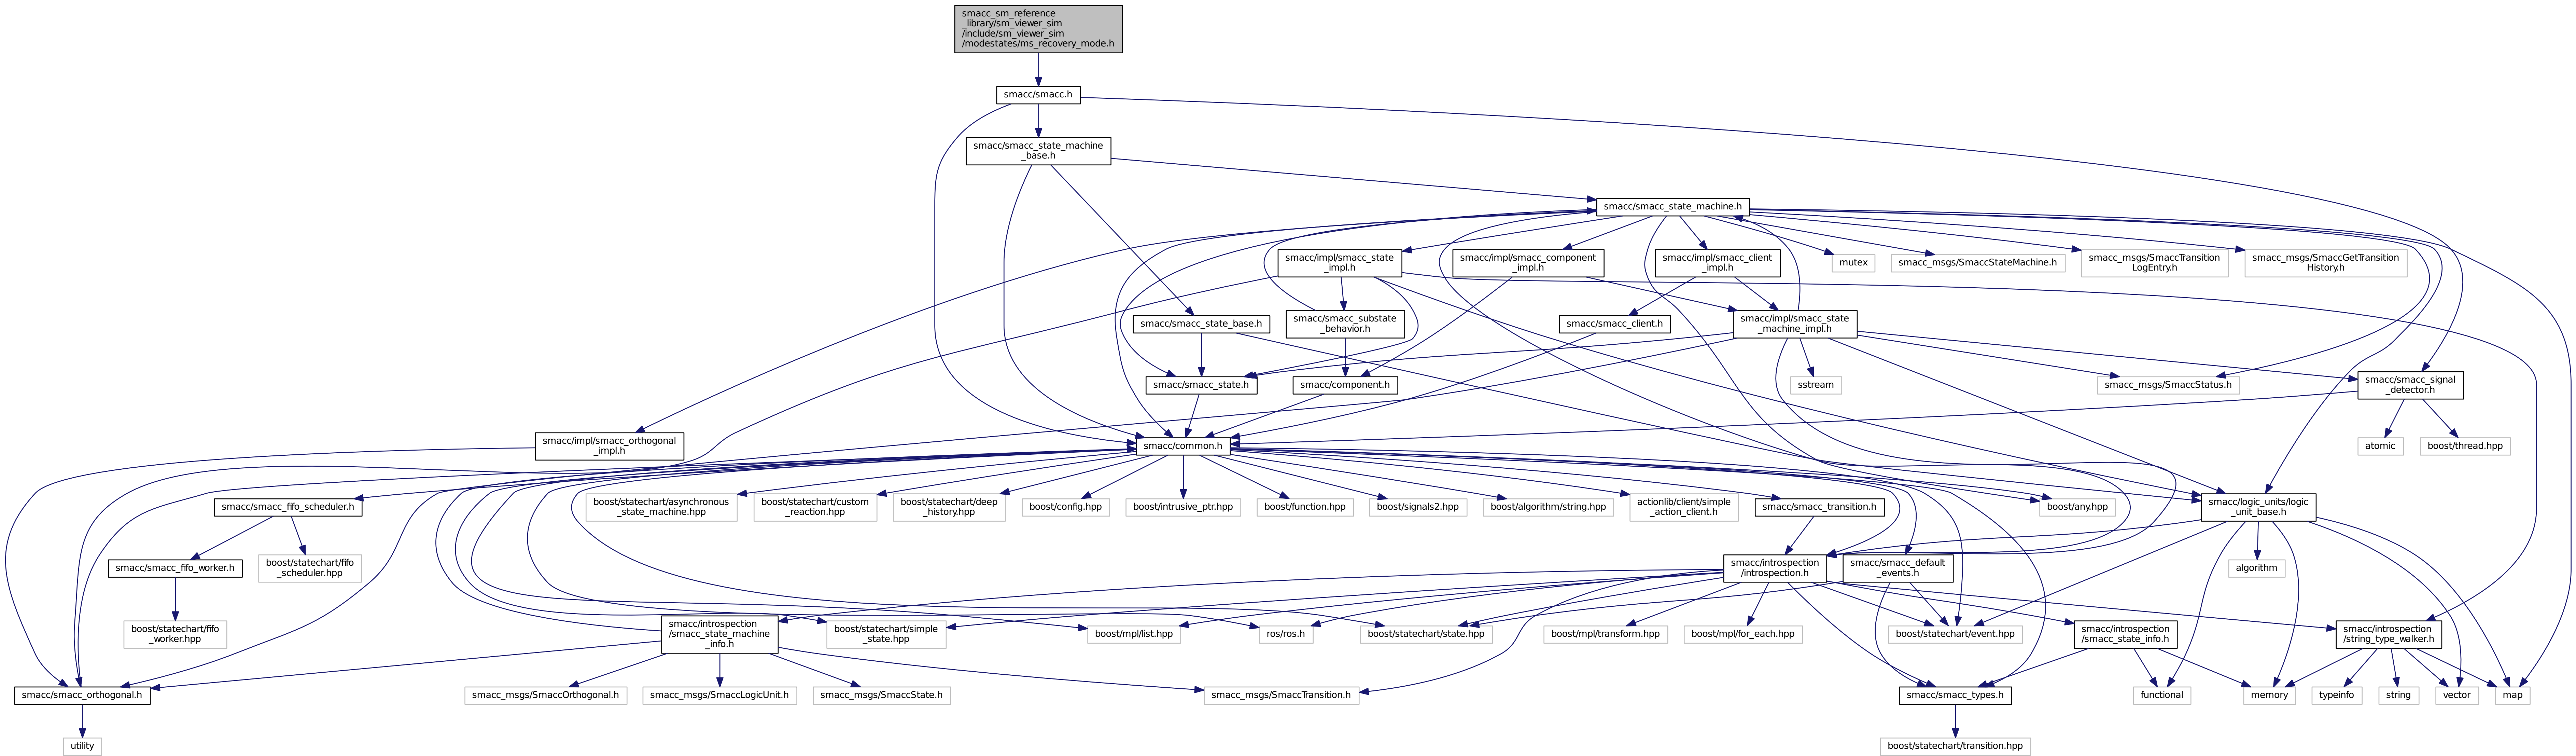 smacc_sm_reference
_library/sm_viewer_sim
/include/sm_viewer_sim
/modestates/ms_recovery_mode.h
smacc/smacc.h
smacc/smacc_state_machine
_base.h
smacc/smacc_state_machine.h
smacc/impl/smacc_state
_impl.h
smacc/impl/smacc_component
_impl.h
smacc/impl/smacc_client
_impl.h
mutex
smacc_msgs/SmaccStateMachine.h
smacc_msgs/SmaccTransition
LogEntry.h
smacc_msgs/SmaccGetTransition
History.h
smacc/smacc_state_base.h
smacc/smacc_substate
_behavior.h
smacc/smacc_client.h
smacc/impl/smacc_state
_machine_impl.h
smacc/smacc_state.h
smacc/component.h
sstream
smacc_msgs/SmaccStatus.h
smacc/smacc_signal
_detector.h
smacc/impl/smacc_orthogonal
_impl.h
smacc/common.h
atomic
boost/thread.hpp
smacc/smacc_fifo_scheduler.h
boost/statechart/asynchronous
_state_machine.hpp
boost/statechart/custom
_reaction.hpp
boost/statechart/deep
_history.hpp
boost/config.hpp
boost/intrusive_ptr.hpp
boost/function.hpp
boost/signals2.hpp
boost/algorithm/string.hpp
actionlib/client/simple
_action_client.h
smacc/smacc_transition.h
boost/any.hpp
smacc/logic_units/logic
_unit_base.h
smacc/smacc_fifo_worker.h
boost/statechart/fifo
_scheduler.hpp
smacc/introspection
/introspection.h
smacc/smacc_default
_events.h
algorithm
boost/statechart/fifo
_worker.hpp
smacc/introspection
/smacc_state_machine
_info.h
boost/statechart/simple
_state.hpp
boost/mpl/list.hpp
ros/ros.h
boost/statechart/state.hpp
boost/mpl/transform.hpp
boost/mpl/for_each.hpp
boost/statechart/event.hpp
smacc/introspection
/smacc_state_info.h
smacc/introspection
/string_type_walker.h
smacc/smacc_orthogonal.h
smacc_msgs/SmaccOrthogonal.h
smacc_msgs/SmaccLogicUnit.h
smacc_msgs/SmaccState.h
smacc_msgs/SmaccTransition.h
smacc/smacc_types.h
functional
memory
typeinfo
string
vector
map
utility
boost/statechart/transition.hpp